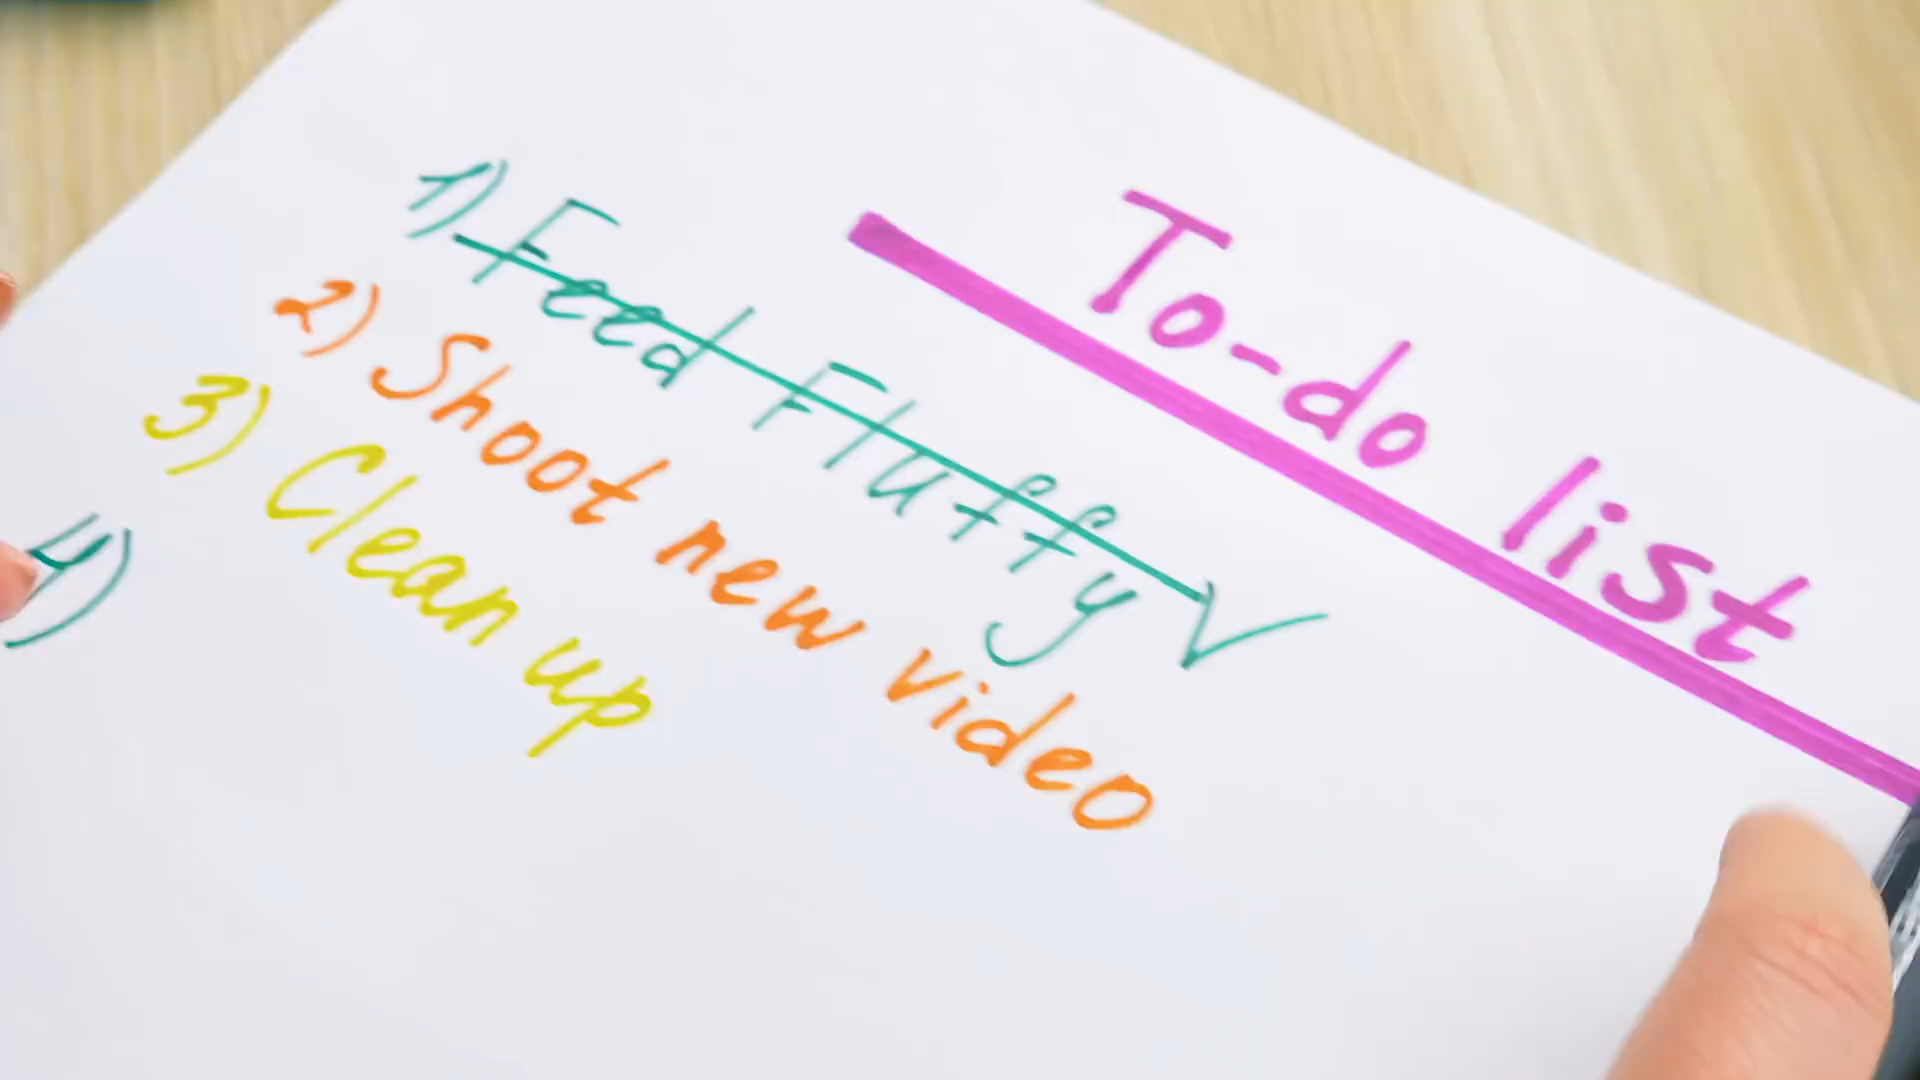 To-do list
1) Feed Fluffy √
2) Shoot new video
3) Clean up
4)